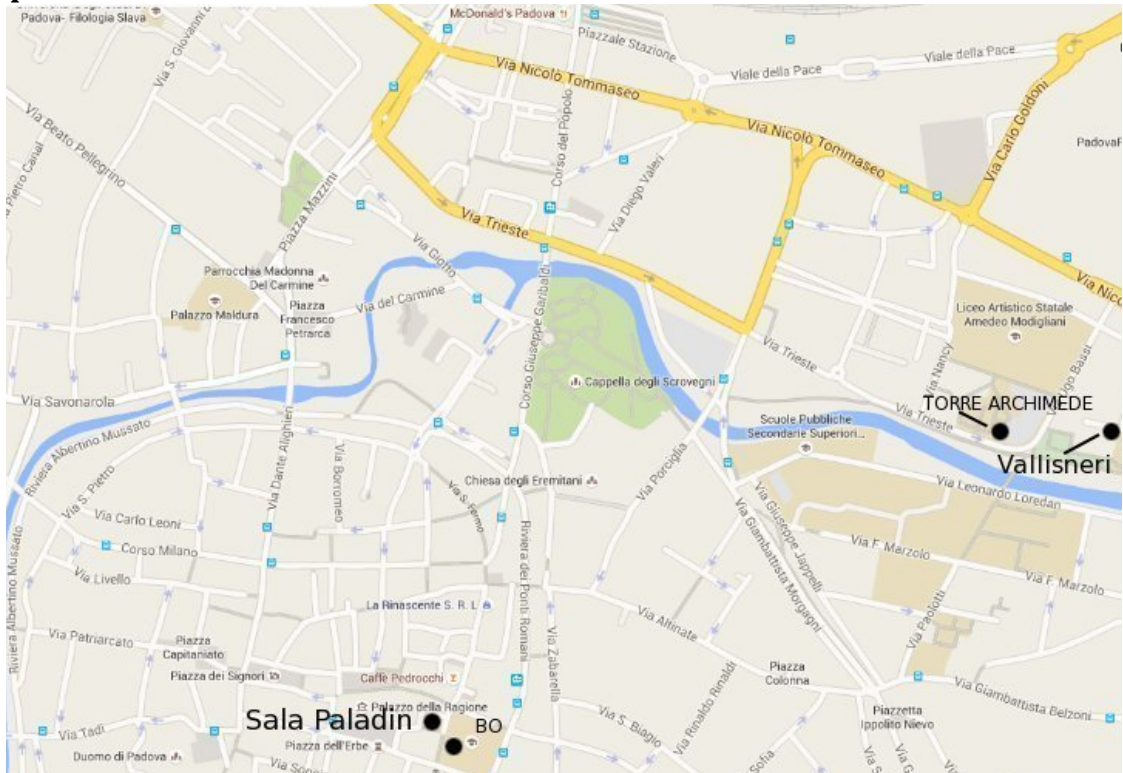 Padova- Filologia Slava
McDonald's Padova
Piazzale Stazione
Viale della Pace
Viale della Pace
Via S. Giovanni
Via Nicolò Tommaseo
Via Nicolò Tommaseo
Via Carlo Goldoni
Via Beato Pellegrino
Corso del Popolo
Via Diego Valeri
Piazza Mazzini
Via Trieste
Via Giotto
Parrocchia Madonna
Del Carmine
Via del Carmine
Palazzo Maldura
Piazza
Francesco
Petrarca
Corso Giuseppe Garibaldi
Liceo Artistico Statale
Amedeo Modigliani
Via Trieste
Via Nancy
Cappella degli Scrovegni
Via Savonarola
TORRE ARCHIMEDE
Via Trieste
Scuole Pubbliche
Secondarie Superiori...
Vallisneri
Riviera Albertino Mussato
Via Dante Alighieri
Via Borromeo
Via S. Pietro
Chiesa degli Eremitani
Via S. Fermo
Via Porciglia
Via Leonardo Loredan
Via Carlo Leoni
Corso Milano
Via Giuseppe Jappelli
Via Giambattista Morgagni
Via F. Marzolo
Via F. Marzolo
Via Livello
La Rinascente S. R. L
Riviera dei Ponti Romani
Via Altinate
Via Paolotti
Riviera Albertino Mussato
Via Patriarcato
Piazza
Capitaniato
Via Zabarella
Piazza dei Signori
Caffè Pedrocchi
Piazza
Colonna
Via Rinaldi
Via Giambattista Belzoni
Palazzo della Ragione
Sala Paladin
BO
Piazzetta
Ippolito Nievo
Via Tadi
Via S. Biagio
Piazza dell'Erbe
Duomo di Padova